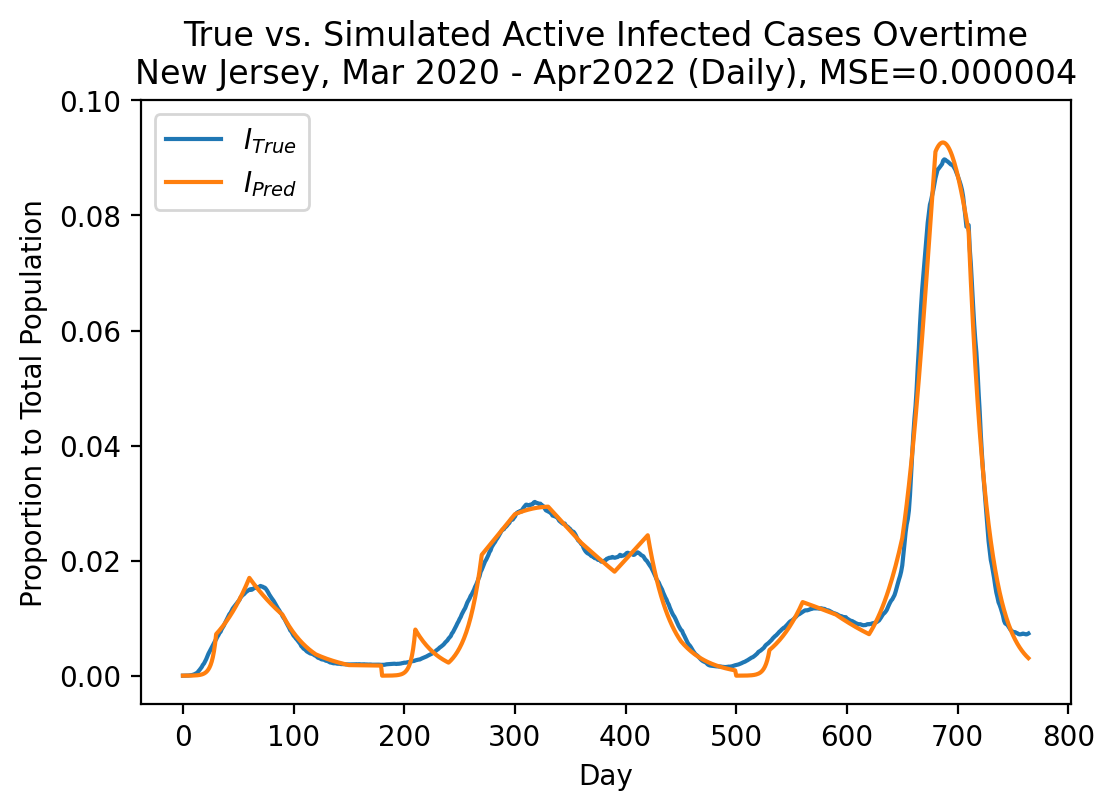 True vs. Simulated Active Infected Cases Overtime
New Jersey, Mar 2020 - Apr2022 (Daily), MSE=0.000004
0.10
0.08
0.06
0.04
0.02
0.00
Proportion to Total Population
I_True
I_Pred
0 100 200 300 400 500 600 700 800
Day